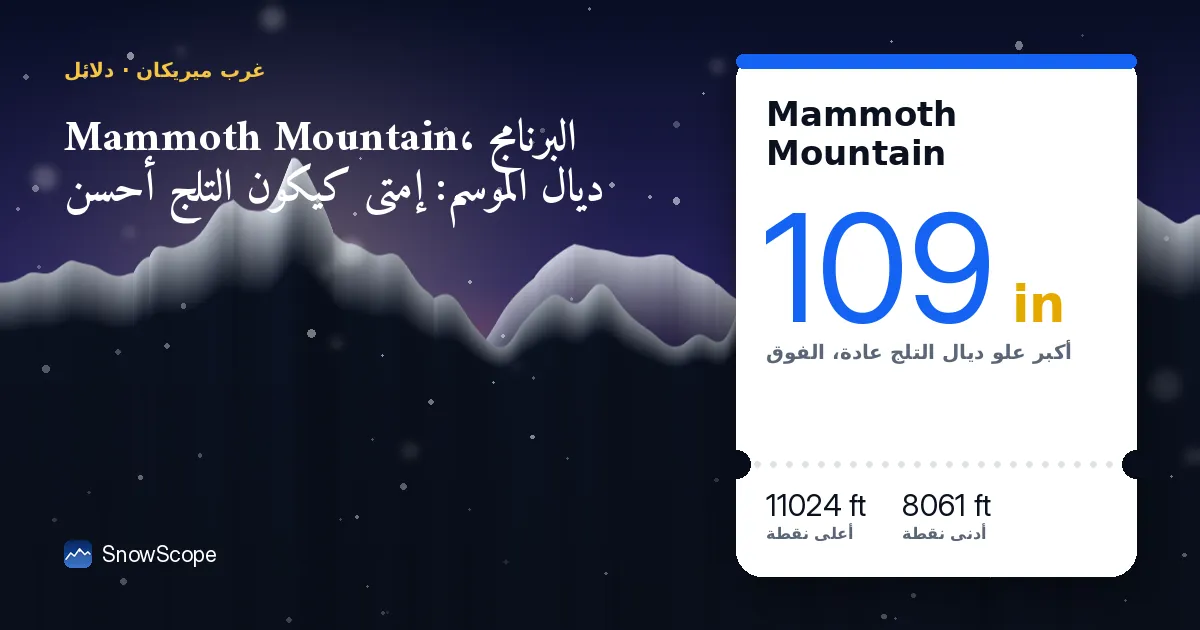 غرب ميريكان · دلائل
Mammoth Mountain، البرنامج
ديال الموسم: إمتى كيكون التلج أحسن
Mammoth
Mountain
109 in
أكبر علو ديال التلج عادة، الفوق
11024 ft
أعلى نقطة
8061 ft
أدنى نقطة
SnowScope